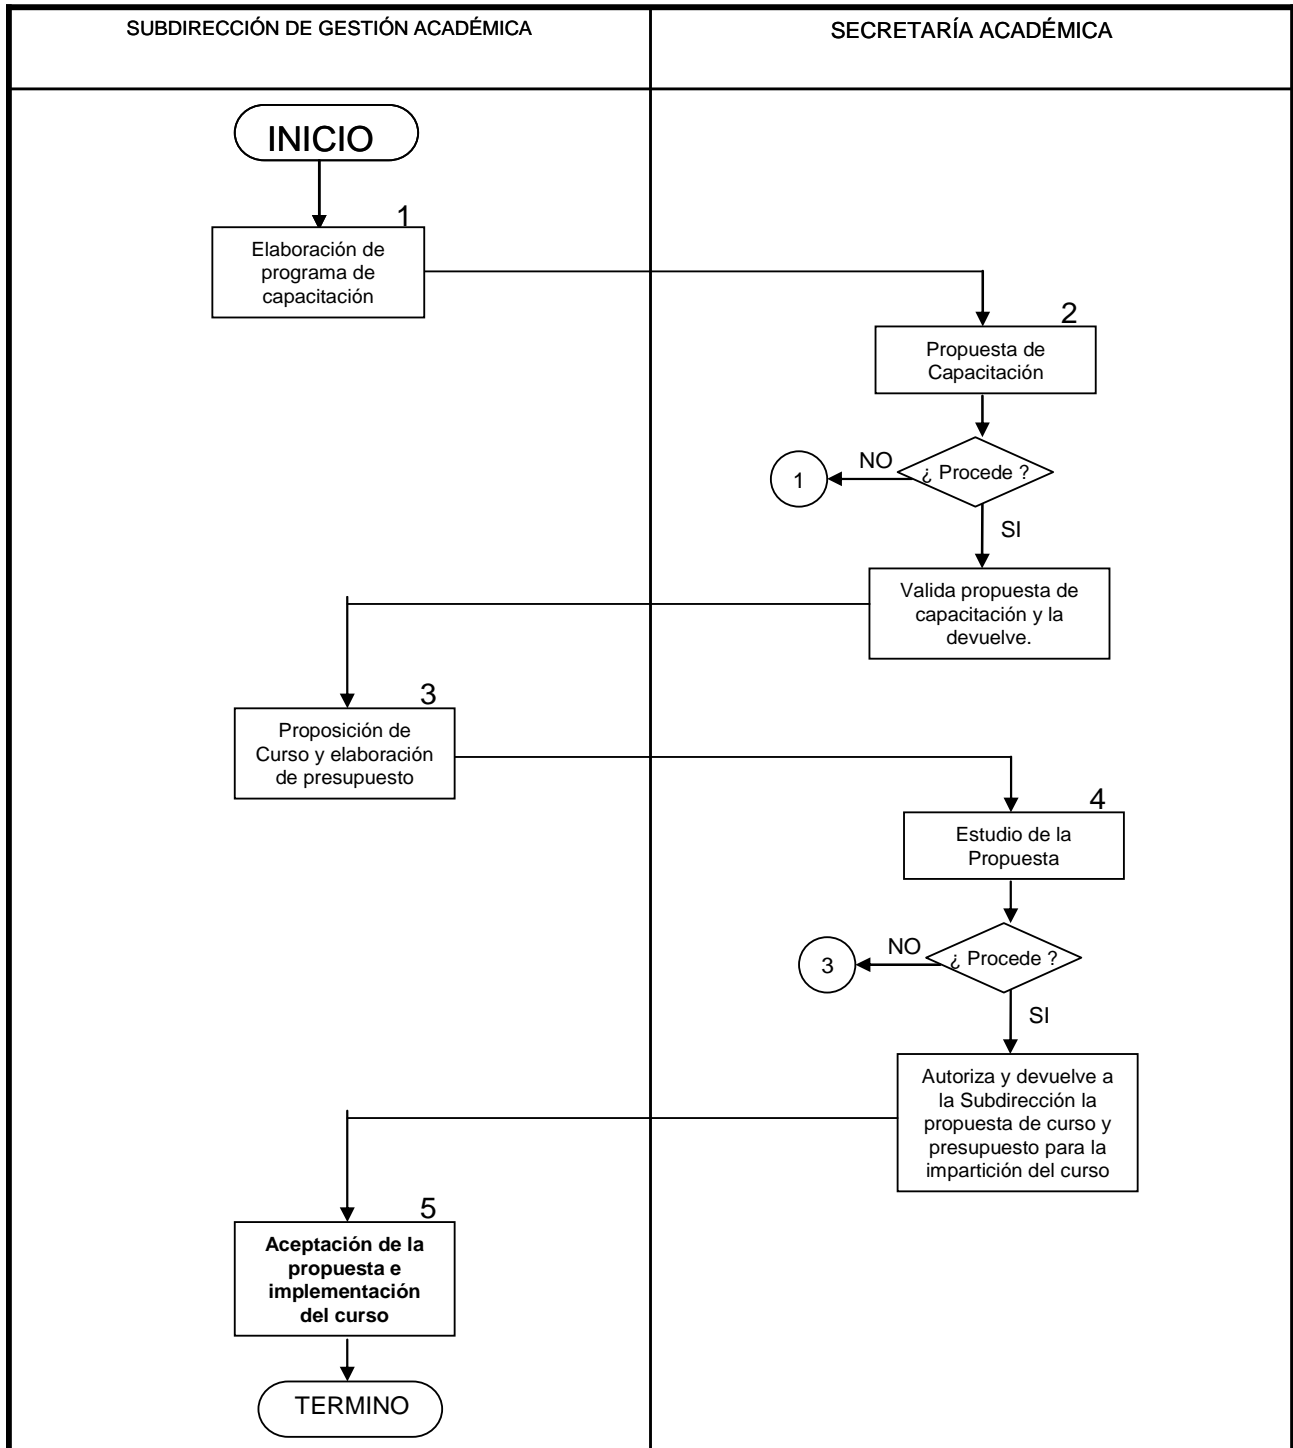 SUBDIRECCIÓN DE GESTIÓN ACADÉMICA
SECRETARÍA ACADÉMICA
INICIO
1
Elaboración de
programa de
capacitación
2
Propuesta de
Capacitación
¿ Procede ?
NO
1
SI
Valida propuesta de
capacitación y la
devuelve.
3
Proposición de
Curso y elaboración
de presupuesto
4
Estudio de la
Propuesta
¿ Procede ?
NO
3
SI
Autoriza y devuelve a
la Subdirección la
propuesta de curso y
presupuesto para la
impartición del curso
5
Aceptación de la
propuesta e
implementación
del curso
TERMINO